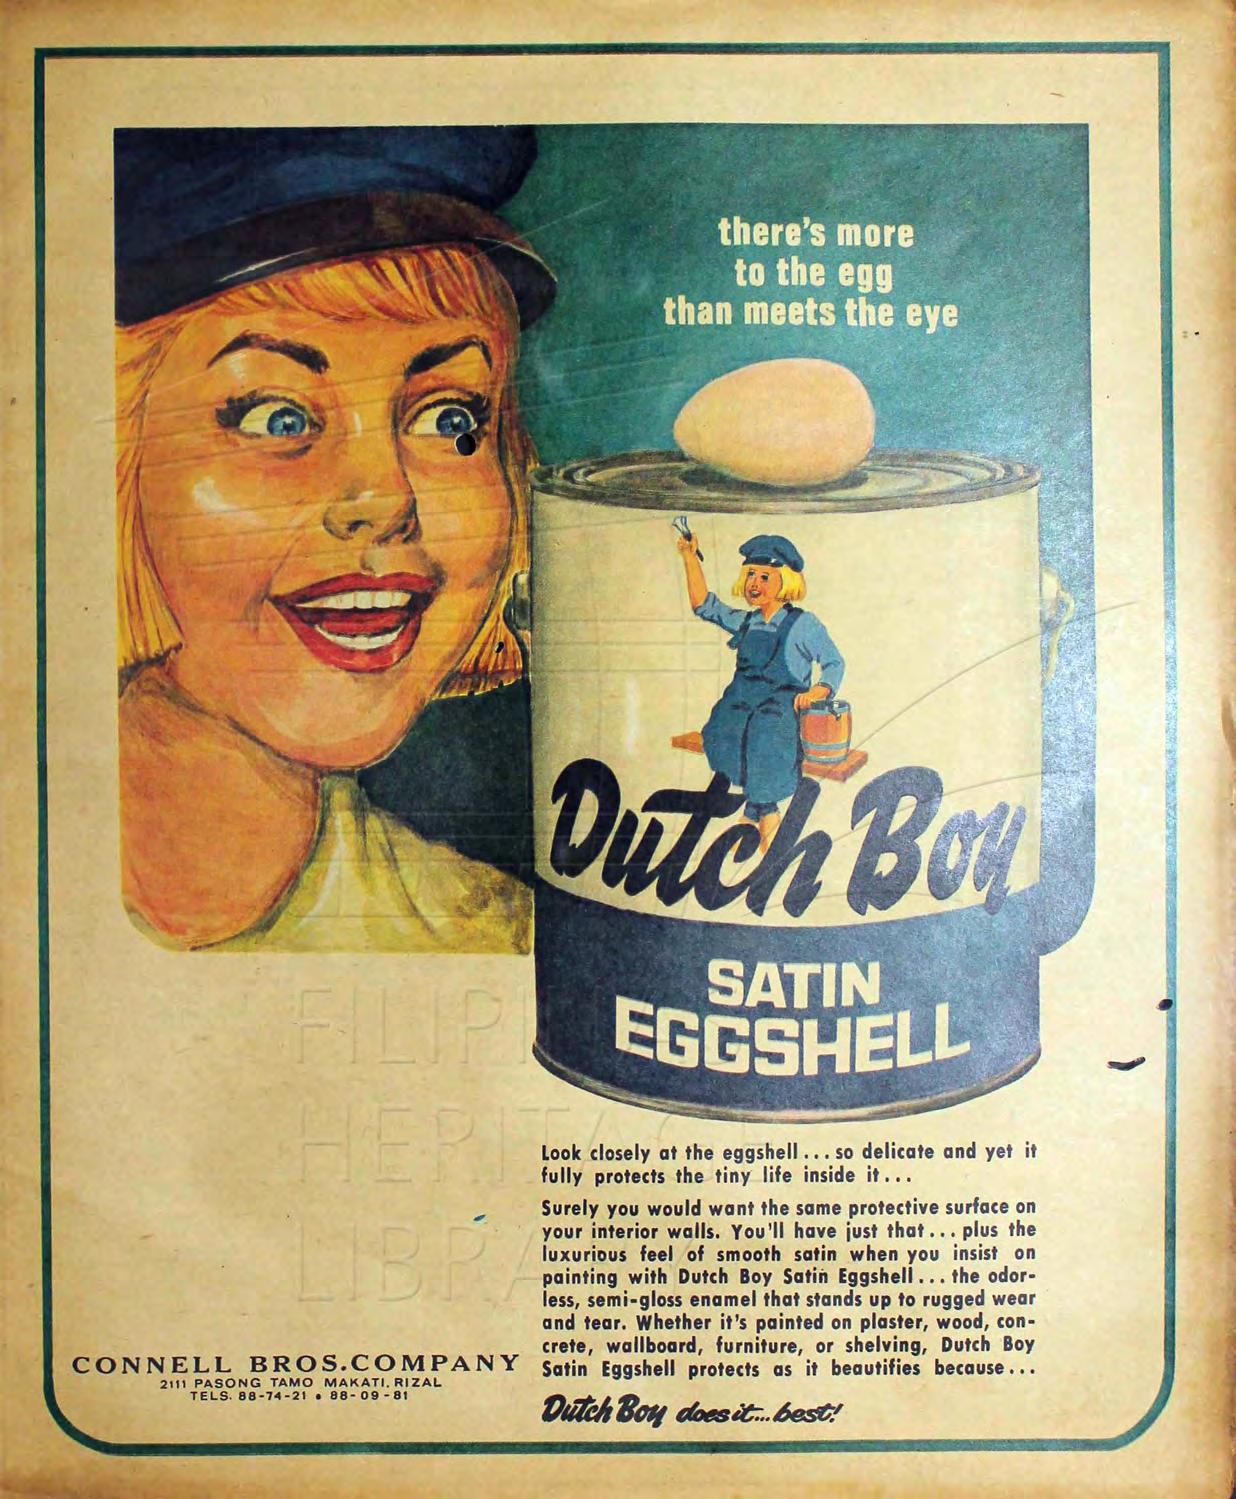 there's more
to the egg
than meets the eye
Dutch Boy
SATIN
EGGSHELL
FILIPI
HERITAGE
LIBRA
Look closely at the eggshell...so delicate and yet it
fully protects the tiny life inside it...
Surely you would want the same protective surface on
your interior walls. You'll have just that...plus the
luxurious feel of smooth satin when you insist on
painting with Dutch Boy Satin Eggshell...the odor-
less, semi-gloss enamel that stands up to rugged wear
and tear. Whether it's painted on plaster, wood, con-
crete, wallboard, furniture, or shelving, Dutch Boy
Satin Eggshell protects as it beautifies because...
Dutch Boy does it...best!
CONNELL BROS.COMPANY
2111 PASONG TAMO MAKATI, RIZAL
TELS. 88-74-21 • 88-09-81